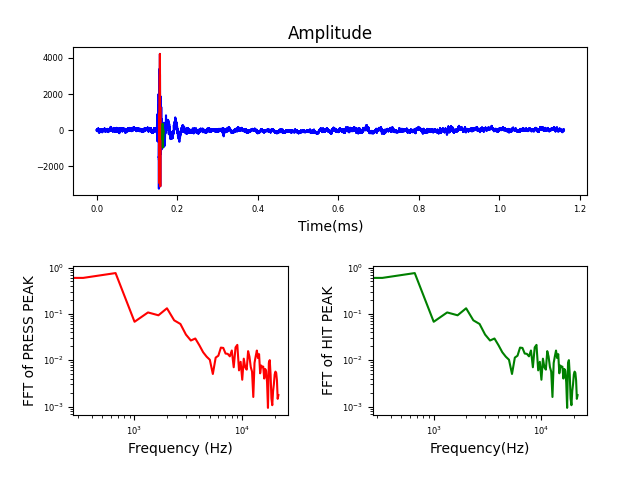 Amplitude
4000
2000
0
−2000
0.0 0.2 0.4 0.6 0.8 1.0 1.2
Time(ms)
FFT of PRESS PEAK
10⁰
10⁻¹
10⁻²
10⁻³
10³ 10⁴
Frequency (Hz)
FFT of HIT PEAK
10⁰
10⁻¹
10⁻²
10⁻³
10³ 10⁴
Frequency(Hz)